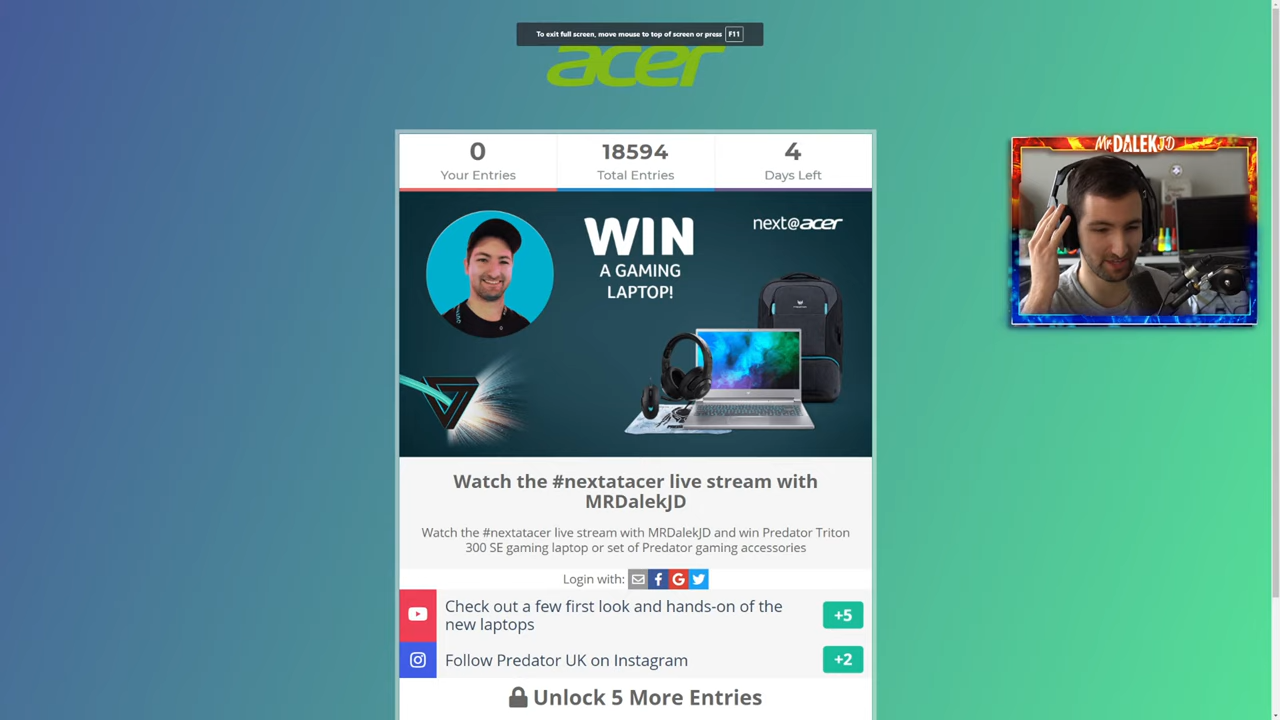 To exit full screen, move mouse to top of screen or press F11
acer
MrDALEKJD
0
Your Entries
18594
Total Entries
4
Days Left
WIN
A GAMING
LAPTOP!
next@acer
Watch the #nextatacer live stream with
MRDalekJD
Watch the #nextatacer live stream with MRDalekJD and win Predator Triton
300 SE gaming laptop or set of Predator gaming accessories
Login with:
Check out a few first look and hands-on of the
new laptops
+5
Follow Predator UK on Instagram
+2
Unlock 5 More Entries